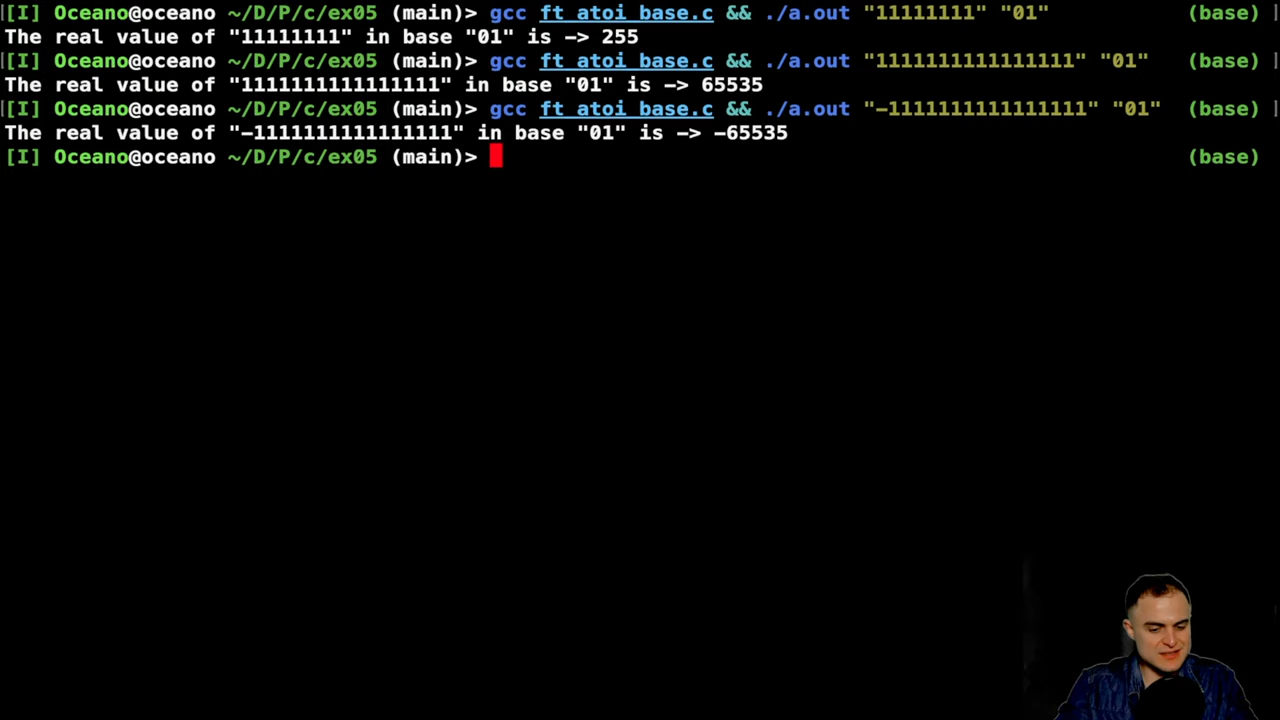 [I] Oceano@oceano ~/D/P/c/ex05 (main)> gcc ft_atoi_base.c && ./a.out "11111111" "01" (base)
The real value of "11111111" in base "01" is -> 255
[I] Oceano@oceano ~/D/P/c/ex05 (main)> gcc ft_atoi_base.c && ./a.out "1111111111111111" "01" (base)
The real value of "1111111111111111" in base "01" is -> 65535
[I] Oceano@oceano ~/D/P/c/ex05 (main)> gcc ft_atoi_base.c && ./a.out "-1111111111111111" "01" (base)
The real value of "-1111111111111111" in base "01" is -> -65535
[I] Oceano@oceano ~/D/P/c/ex05 (main)> (base)